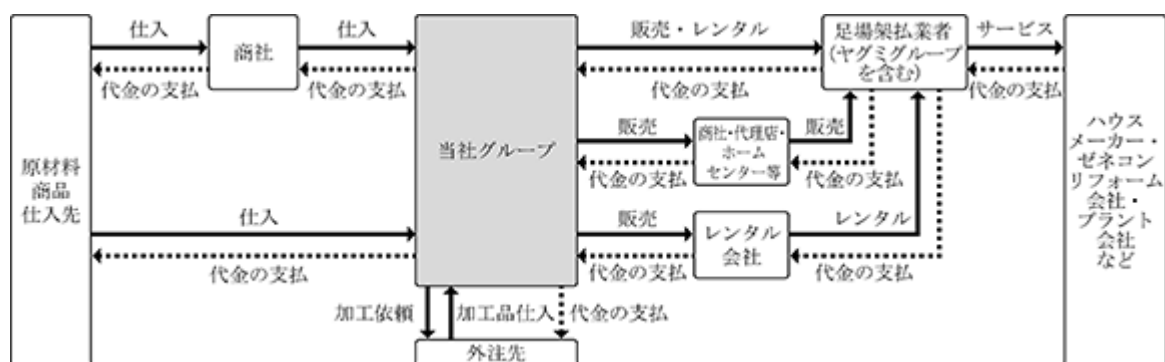 仕入
商社
仕入
代金の支払
代金の支払
原材料
商品
仕入先
仕入
代金の支払
当社グループ
加工依頼
加工品仕入
代金の支払
外注先
販売・レンタル
代金の支払
販売
代金の支払
商社・代理店・
ホーム
センター等
販売
代金の支払
販売
代金の支払
レンタル
会社
レンタル
代金の支払
足場架払業者
(ヤグミグループ
を含む)
サービス
代金の支払
ハウス
メーカー・
ゼネコン
リフォーム
会社・
プラント
会社
など